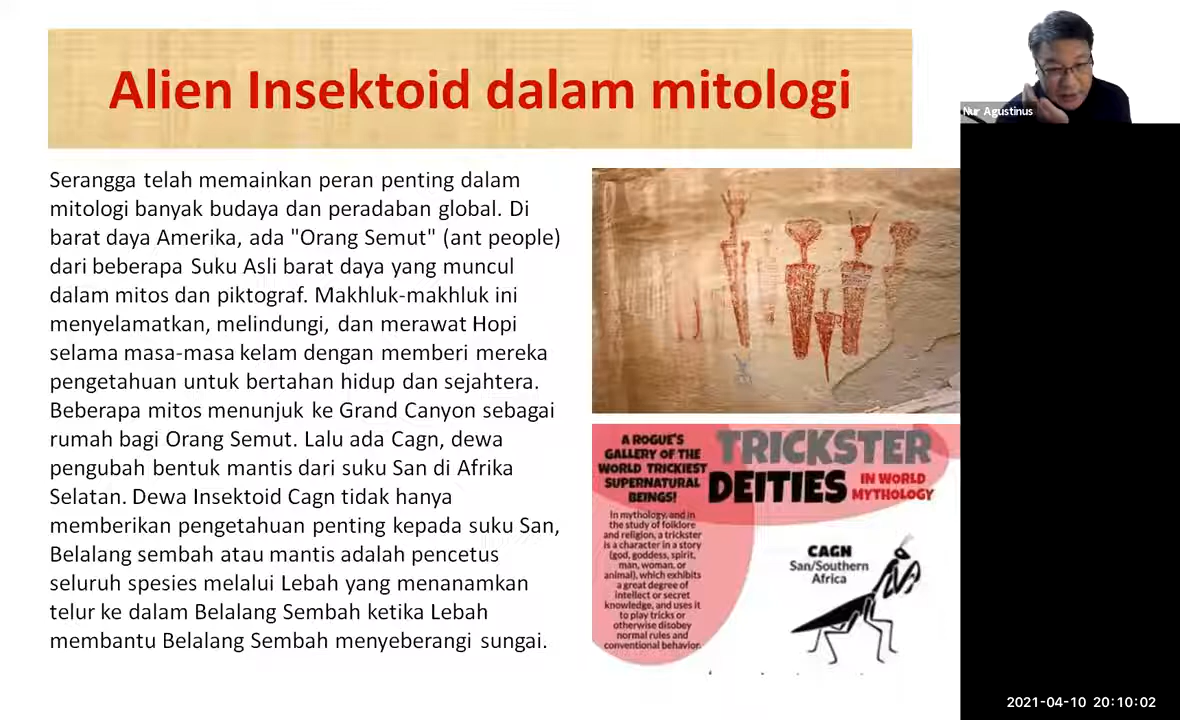 Alien Insektoid dalam mitologi
Nur Agustinus
Serangga telah memainkan peran penting dalam
mitologi banyak budaya dan peradaban global. Di
barat daya Amerika, ada "Orang Semut" (ant people)
dari beberapa Suku Asli barat daya yang muncul
dalam mitos dan piktograf. Makhluk-makhluk ini
menyelamatkan, melindungi, dan merawat Hopi
selama masa-masa kelam dengan memberi mereka
pengetahuan untuk bertahan hidup dan sejahtera.
Beberapa mitos menunjuk ke Grand Canyon sebagai
rumah bagi Orang Semut. Lalu ada Cagn, dewa
pengubah bentuk mantis dari suku San di Afrika
Selatan. Dewa Insektoid Cagn tidak hanya
memberikan pengetahuan penting kepada suku San,
Belalang sembah atau mantis adalah pencetus
seluruh spesies melalui Lebah yang menanamkan
telur ke dalam Belalang Sembah ketika Lebah
membantu Belalang Sembah menyeberangi sungai.
A ROGUE'S
GALLERY OF THE
WORLD TRICKIEST
SUPERNATURAL
BEINGS!
TRICKSTER
DEITIES
IN WORLD
MYTHOLOGY
In mythology, and in
the study of folklore
and religion, a trickster
is a character in a story
(god, goddess, spirit,
man, woman, or
animal), which exhibits
a great degree of
intellect or secret
knowledge, and uses it
to play tricks or
otherwise disobey
normal rules and
conventional behavior.
CAGN
San/Southern
Africa
2021-04-10 20:10:02